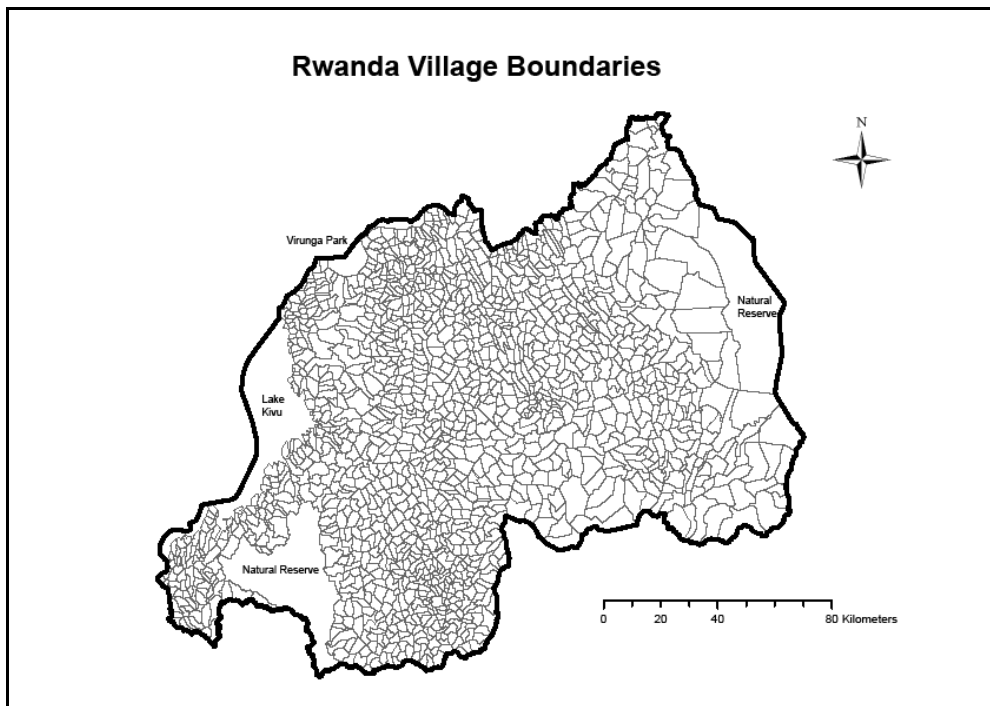 Rwanda Village Boundaries
N
Virunga Park
Natural
Reserve
Lake
Kivu
Natural Reserve
0 20 40 80 Kilometers